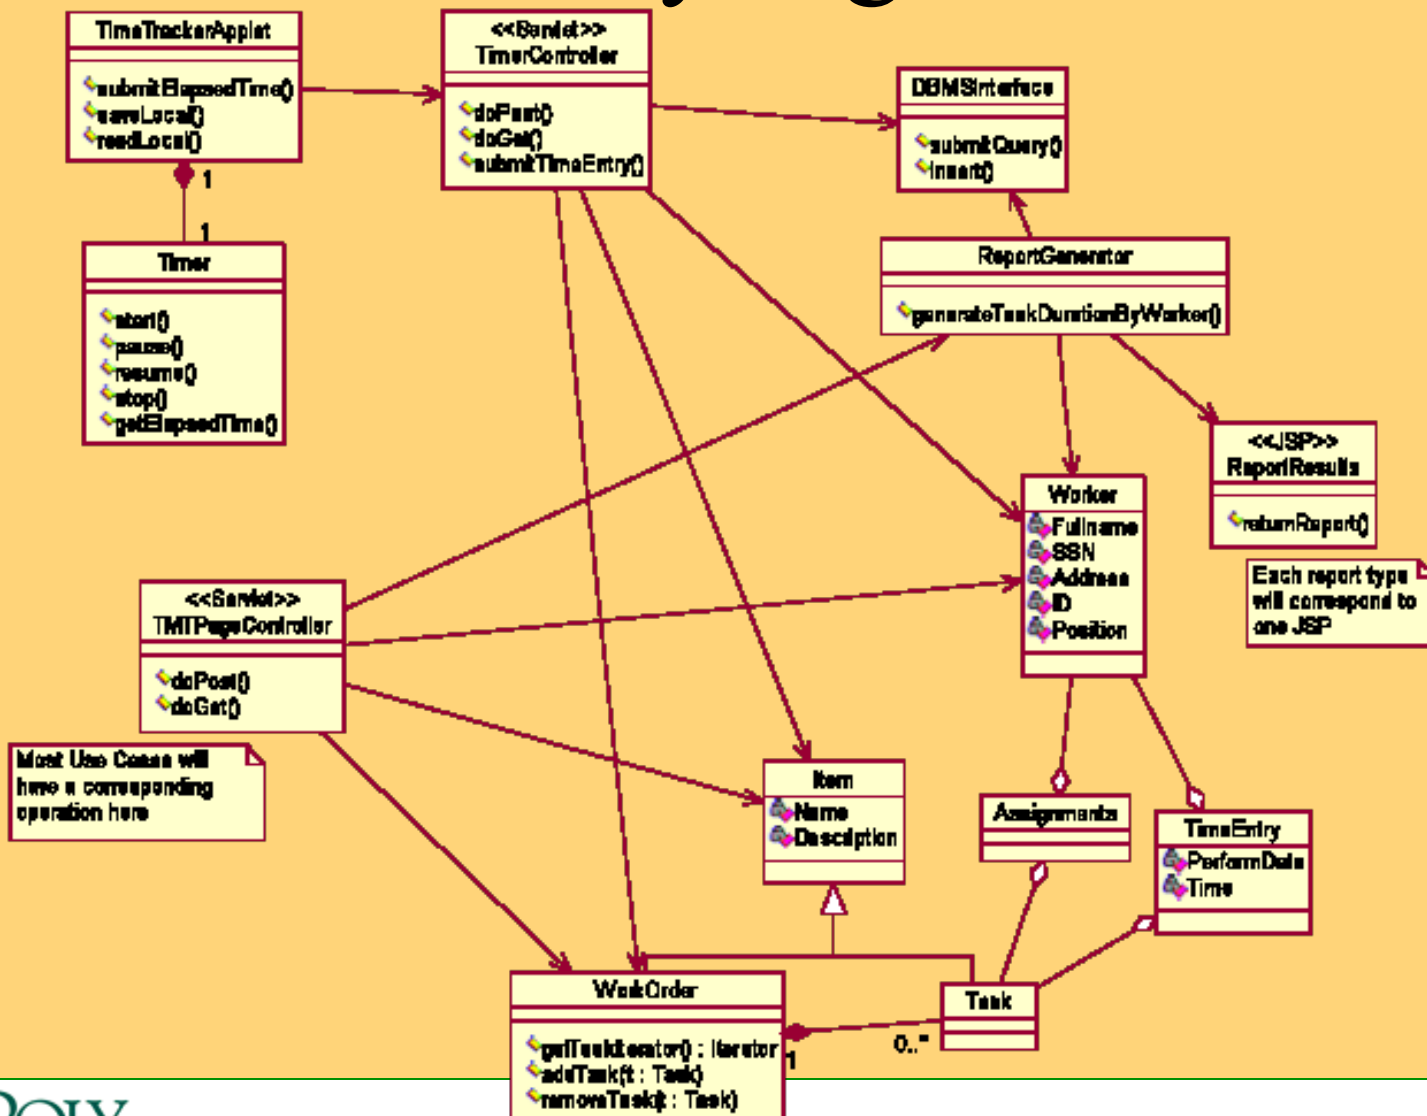 TimeTrackerApplet
submitElapsedTime()
saveLocal()
readLocal()
1
1
Timer
start()
pause()
resume()
stop()
getElapsedTime()
<<Servlet>>
TimerController
doPost()
doGet()
submitTimeEntry()
DBMSInterface
submitQuery()
insert()
ReportGenerator
generateTaskDurationByWorker()
<<JSP>>
ReportResults
returnReport()
Each report type
will correspond to
one JSP
Worker
Fullname
SSN
Address
ID
Position
<<Servlet>>
TMTPageController
doPost()
doGet()
Most Use Cases will
have a corresponding
operation here
Item
Name
Description
Assignments
TimeEntry
PerformDate
Time
WorkOrder
getTaskIterator() : Iterator
addTask(t : Task)
removeTask(t : Task)
1
0..*
Task
POLY